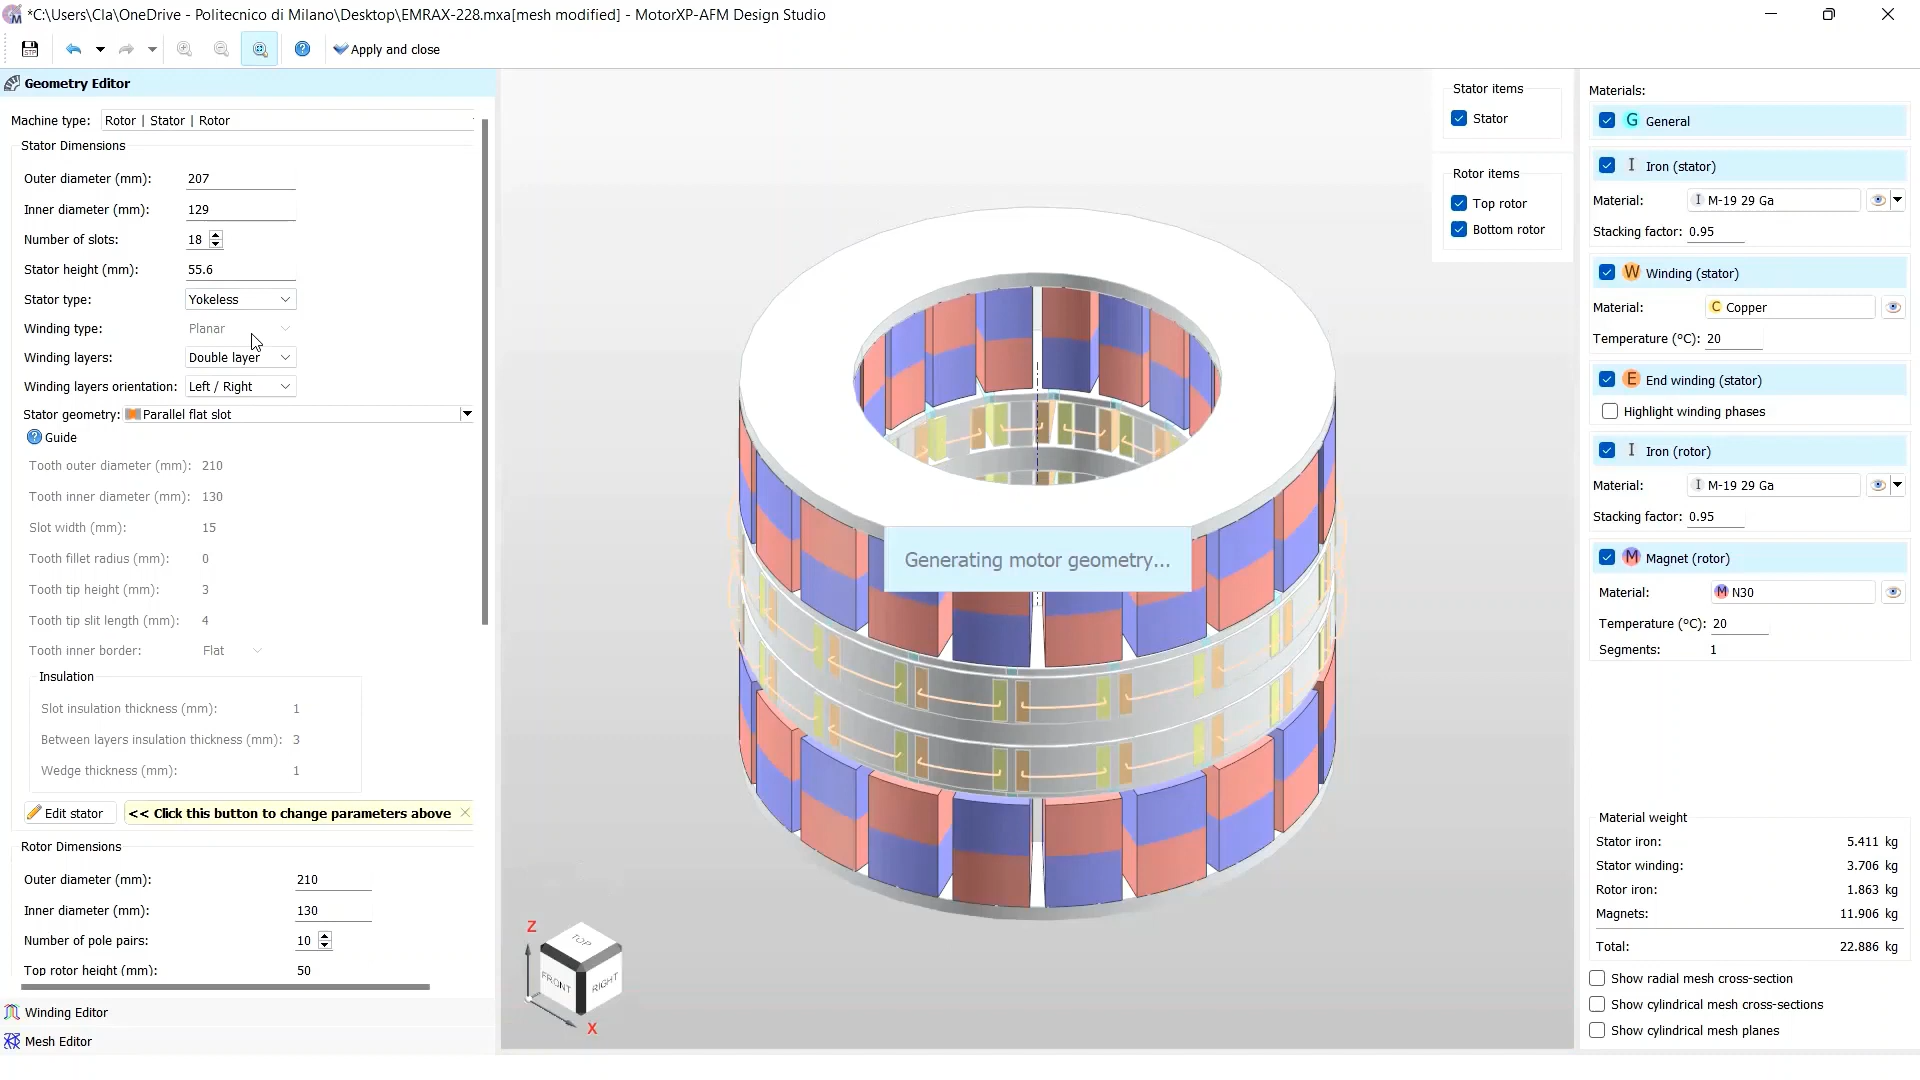 *C:\Users\Cla\OneDrive - Politecnico di Milano\Desktop\EMRAX-228.mxa[mesh modified] - MotorXP-AFM Design Studio
STP
Apply and close
Geometry Editor
Machine type: Rotor | Stator | Rotor
Stator Dimensions
Outer diameter (mm): 207
Inner diameter (mm): 129
Number of slots: 18
Stator height (mm): 55.6
Stator type: Yokeless
Winding type: Planar
Winding layers: Double layer
Winding layers orientation: Left / Right
Stator geometry: Parallel flat slot
Guide
Tooth outer diameter (mm): 210
Tooth inner diameter (mm): 130
Slot width (mm): 15
Tooth fillet radius (mm): 0
Tooth tip height (mm): 3
Tooth tip slit length (mm): 4
Tooth inner border: Flat
Insulation
Slot insulation thickness (mm): 1
Between layers insulation thickness (mm): 3
Wedge thickness (mm): 1
Edit stator << Click this button to change parameters above
Rotor Dimensions
Outer diameter (mm): 210
Inner diameter (mm): 130
Number of pole pairs: 10
Top rotor height (mm): 50
Winding Editor
Mesh Editor
Generating motor geometry...
Z
TOP
FRONT
RIGHT
X
Stator items
Stator
Rotor items
Top rotor
Bottom rotor
Materials:
G General
I Iron (stator)
Material: I M-19 29 Ga
Stacking factor: 0.95
W Winding (stator)
Material: C Copper
Temperature (ºC): 20
E End winding (stator)
Highlight winding phases
I Iron (rotor)
Material: I M-19 29 Ga
Stacking factor: 0.95
M Magnet (rotor)
Material: M N30
Temperature (ºC): 20
Segments: 1
Material weight
Stator iron: 5.411 kg
Stator winding: 3.706 kg
Rotor iron: 1.863 kg
Magnets: 11.906 kg
Total: 22.886 kg
Show radial mesh cross-section
Show cylindrical mesh cross-sections
Show cylindrical mesh planes